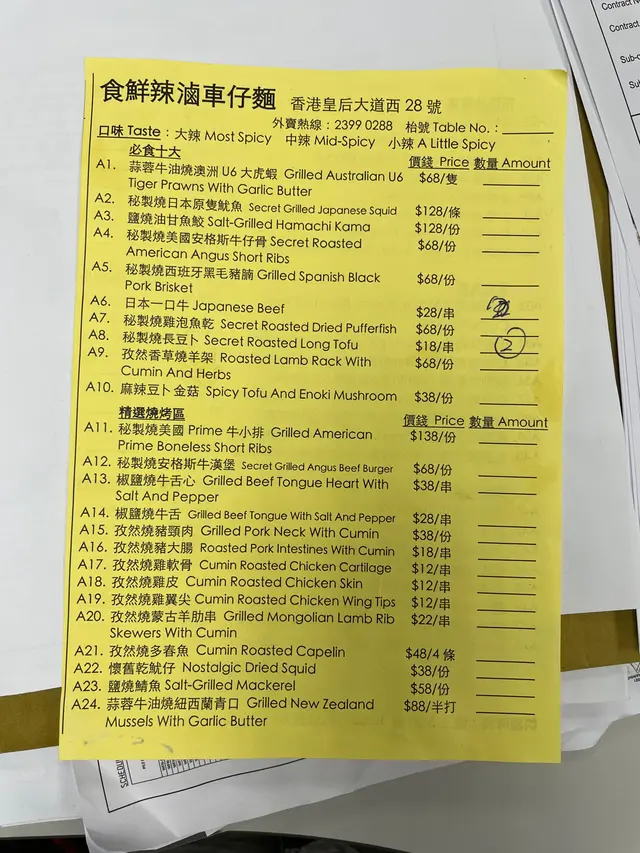 食鮮辣滷車仔麵 香港皇后大道西 28 號
外賣熱線：2399 0288 枱號 Table No. :
口味 Taste : 大辣 Most Spicy 中辣 Mid-Spicy 小辣 A Little Spicy
必食十大 價錢 Price 數量 Amount
A1. 蒜蓉牛油燒澳洲 U6 大虎蝦 Grilled Australian U6 $68/隻
Tiger Prawns With Garlic Butter
A2. 秘製燒日本原隻魷魚 Secret Grilled Japanese Squid $128/條
A3. 鹽燒油甘魚鮫 Salt-Grilled Hamachi Kama $128/份
A4. 秘製燒美國安格斯牛仔骨 Secret Roasted $68/份
American Angus Short Ribs
A5. 秘製燒西班牙黑毛豬腩 Grilled Spanish Black $68/份
Pork Brisket
A6. 日本一口牛 Japanese Beef $28/串
A7. 秘製燒雞泡魚乾 Secret Roasted Dried Pufferfish $68/份
A8. 秘製燒長豆卜 Secret Roasted Long Tofu $18/串 2
A9. 孜然香草燒羊架 Roasted Lamb Rack With $68/份
Cumin And Herbs
A10. 麻辣豆卜金菇 Spicy Tofu And Enoki Mushroom $38/份
精選燒烤區 價錢 Price 數量 Amount
A11. 秘製燒美國 Prime 牛小排 Grilled American $138/份
Prime Boneless Short Ribs
A12. 秘製燒安格斯牛漢堡 Secret Grilled Angus Beef Burger $68/份
A13. 椒鹽燒牛舌心 Grilled Beef Tongue Heart With $38/串
Salt And Pepper
A14. 椒鹽燒牛舌 Grilled Beef Tongue With Salt And Pepper $28/串
A15. 孜然燒豬頸肉 Grilled Pork Neck With Cumin $38/份
A16. 孜然燒豬大腸 Roasted Pork Intestines With Cumin $18/串
A17. 孜然燒雞軟骨 Cumin Roasted Chicken Cartilage $12/串
A18. 孜然燒雞皮 Cumin Roasted Chicken Skin $12/串
A19. 孜然燒雞翼尖 Cumin Roasted Chicken Wing Tips $12/串
A20. 孜然燒蒙古羊肋串 Grilled Mongolian Lamb Rib $22/串
Skewers With Cumin
A21. 孜然燒多春魚 Cumin Roasted Capelin $48/4 條
A22. 懷舊乾魷仔 Nostalgic Dried Squid $38/份
A23. 鹽燒鯖魚 Salt-Grilled Mackerel $58/份
A24. 蒜蓉牛油燒紐西蘭青口 Grilled New Zealand $88/半打
Mussels With Garlic Butter